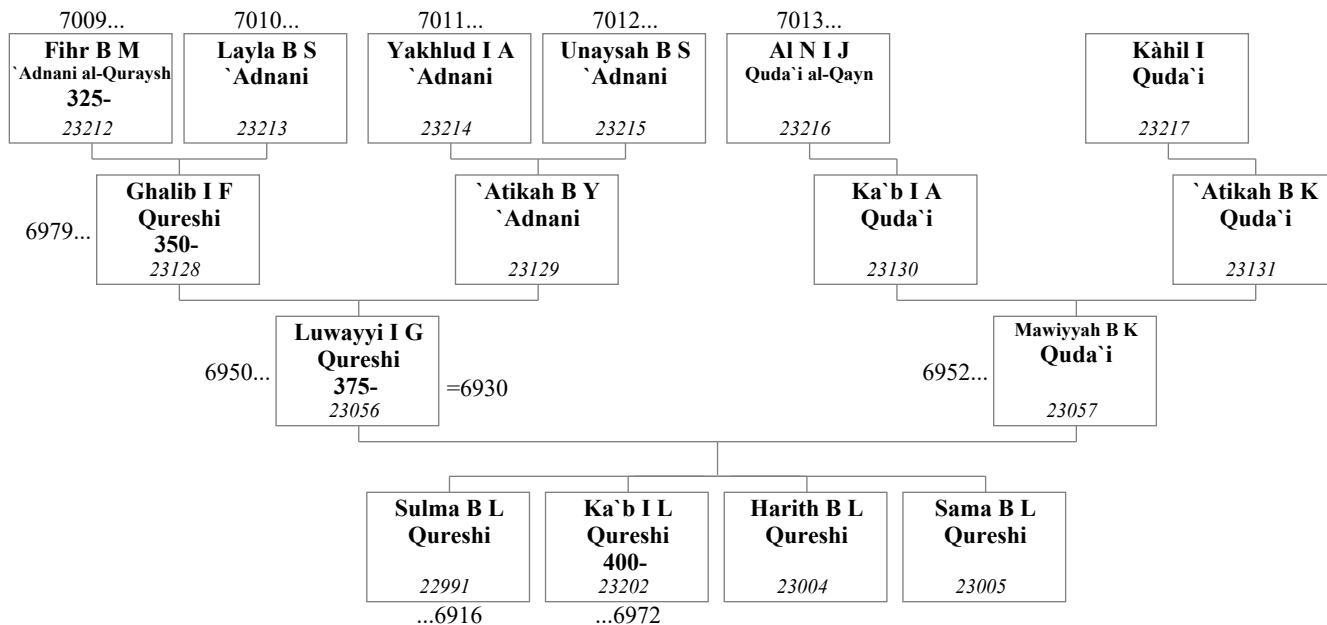 7009...
7010...
7011...
7012...
7013...
Fihr B M
`Adnani al-Quraysh
325-
23212
Layla B S
`Adnani
23213
Yakhlud I A
`Adnani
23214
Unaysah B S
`Adnani
23215
Al N I J
Quda`i al-Qayn
23216
Kàhil I
Quda`i
23217
6979...
Ghalib I F
Qureshi
350-
23128
`Atikah B Y
`Adnani
23129
Ka`b I A
Quda`i
23130
`Atikah B K
Quda`i
23131
6950...
Luwayyi I G
Qureshi
375-
23056
=6930
6952...
Mawiyyah B K
Quda`i
23057
Sulma B L
Qureshi
22991
...6916
Ka`b I L
Qureshi
400-
23202
...6972
Harith B L
Qureshi
23004
Sama B L
Qureshi
23005